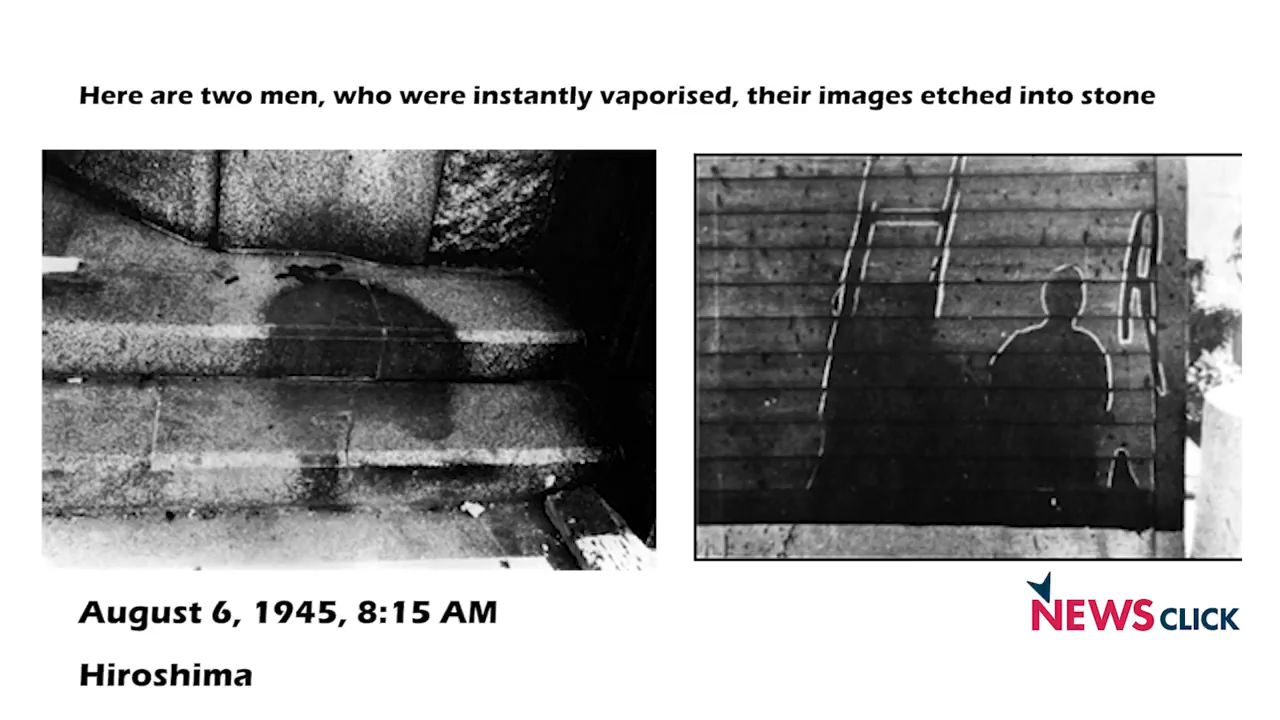 Here are two men, who were instantly vaporised, their images etched into stone
August 6, 1945, 8:15 AM
NEWSCLICK
Hiroshima